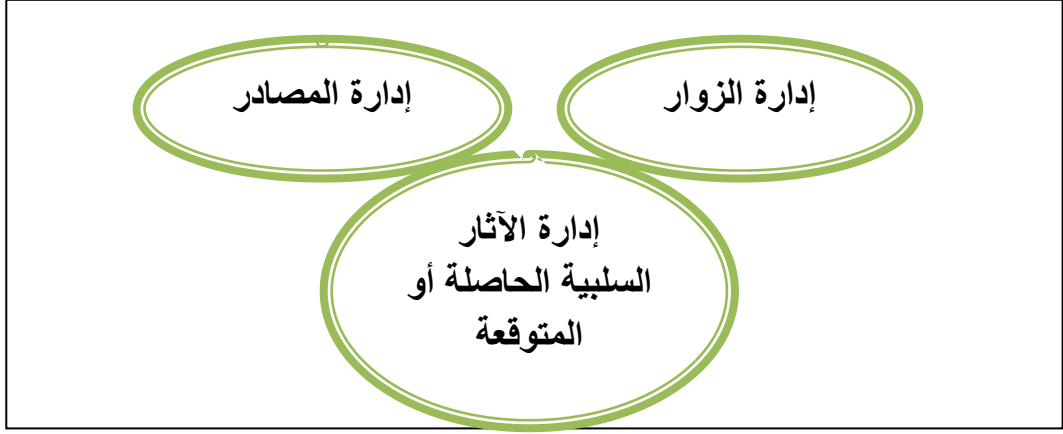 إدارة الزوار
إدارة المصادر
إدارة الآثار
السلبية الحاصلة أو
المتوقعة